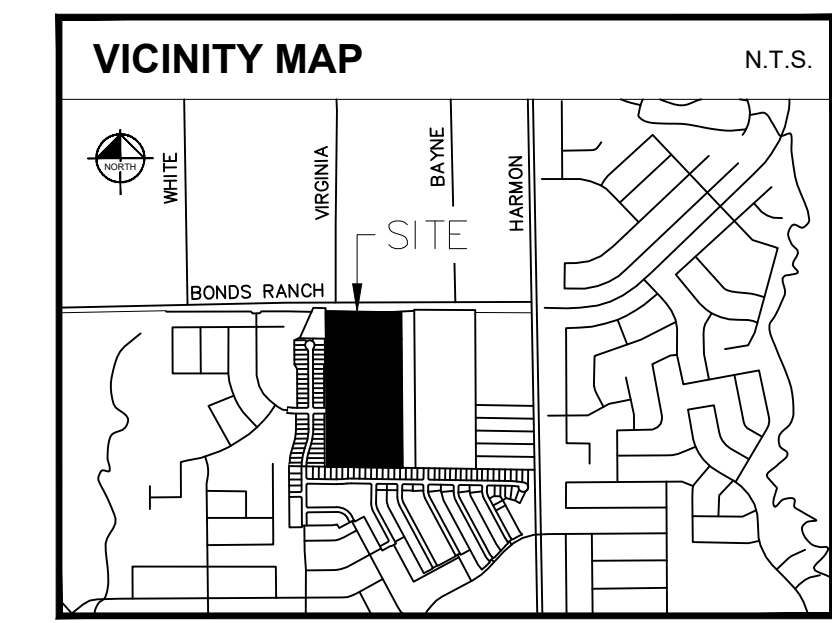 VICINITY MAP
N.T.S.
NORTH
WHITE
VIRGINIA
BAYNE
HARMON
SITE
BONDS RANCH